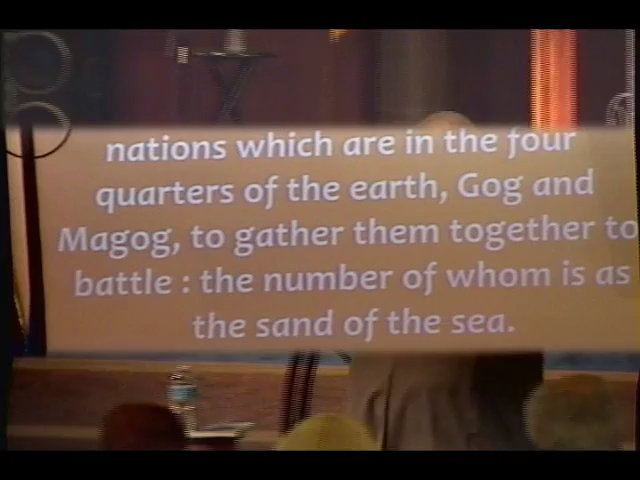 nations which are in the four
quarters of the earth, Gog and
Magog, to gather them together to
battle : the number of whom is as
the sand of the sea.